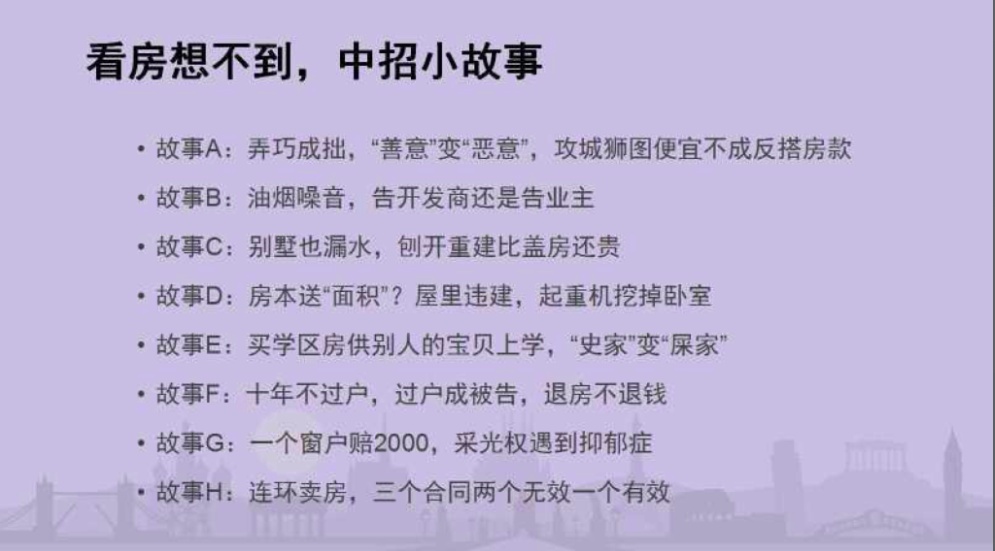 看房想不到，中招小故事
• 故事A：弄巧成拙，“善意”变“恶意”，攻城狮图便宜不成反搭房款
• 故事B：油烟噪音，告开发商还是告业主
• 故事C：别墅也漏水，刨开重建比盖房还贵
• 故事D：房本送“面积”？屋里违建，起重机挖掉卧室
• 故事E：买学区房供别人的宝贝上学，“史家”变“屎家”
• 故事F：十年不过户，过户成被告，退房不退钱
• 故事G：一个窗户赔2000，采光权遇到抑郁症
• 故事H：连环卖房，三个合同两个无效一个有效